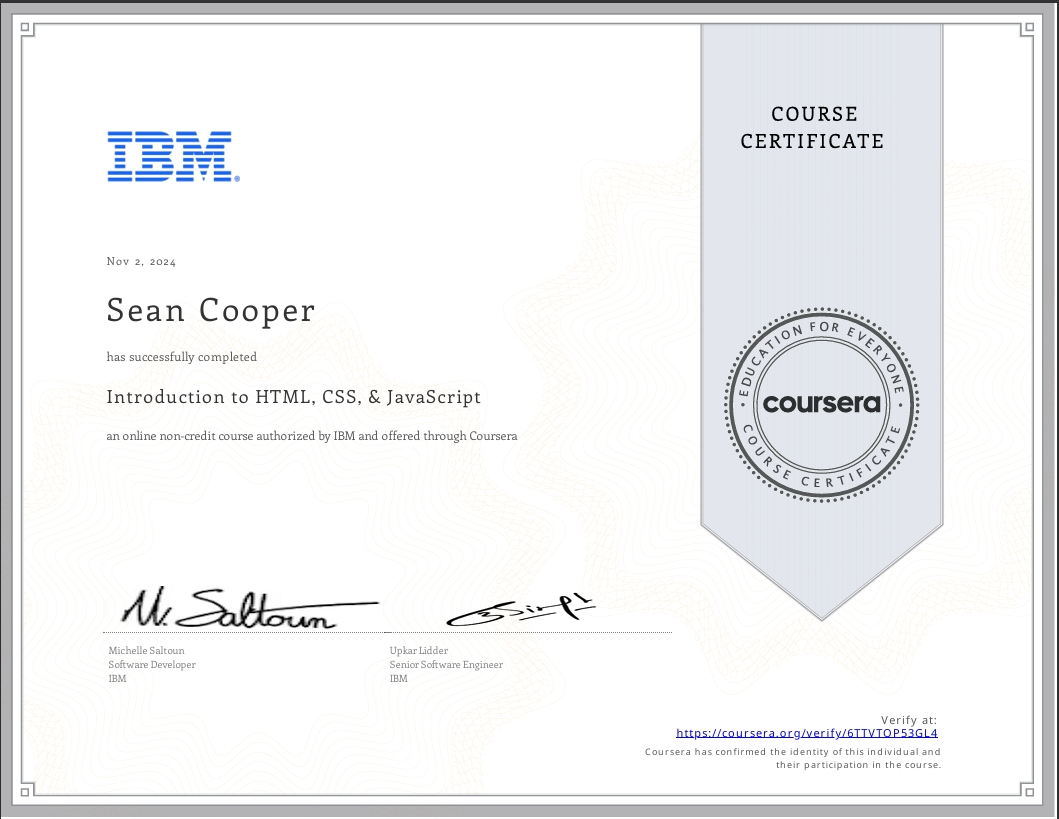 COURSE
CERTIFICATE
IBM®
Nov 2, 2024
Sean Cooper
has successfully completed
Introduction to HTML, CSS, & JavaScript
an online non-credit course authorized by IBM and offered through Coursera
EDUCATION FOR EVERYONE
coursera
COURSE CERTIFICATE
M. Saltoun
Michelle Saltoun
Software Developer
IBM
Upkar Lidder
Senior Software Engineer
IBM
Verify at:
https://coursera.org/verify/6TTVTQP53GL4
Coursera has confirmed the identity of this individual and
their participation in the course.